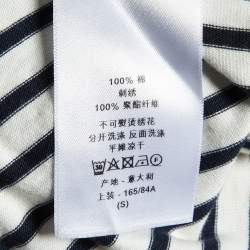 100% 棉
刺绣
100% 聚酯纤维
不可熨烫绣花
分开洗涤 反面洗涤
平摊凉干
产地 - 意大利
上装 - 165/84A
(S)